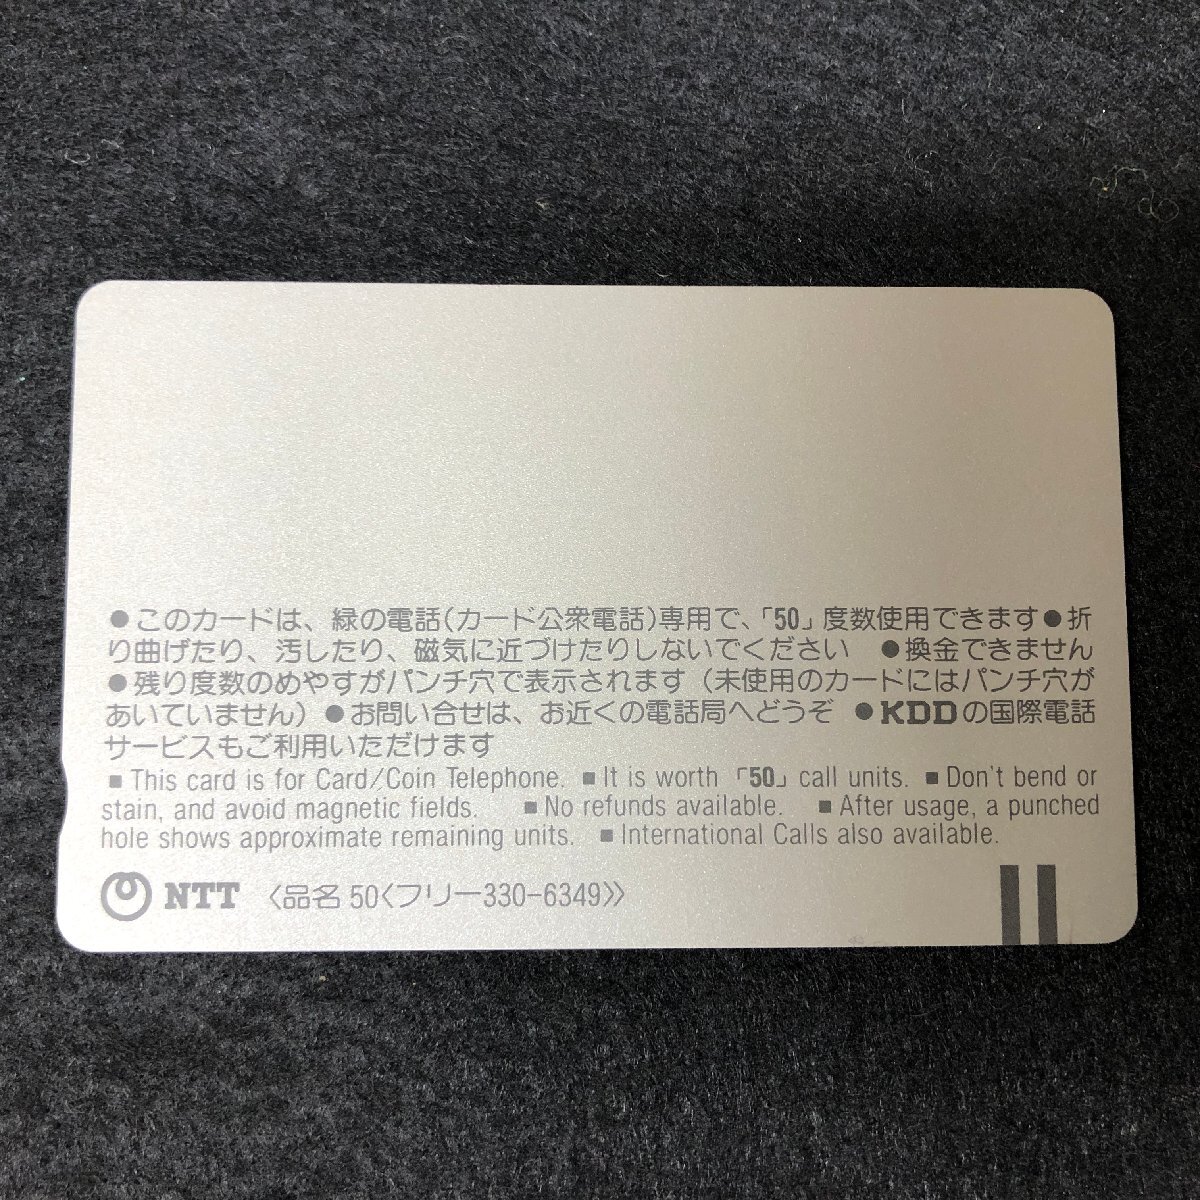 ●このカードは、緑の電話(カード公衆電話)専用で、「50」度数使用できます●折
り曲げたり、汚したり、磁気に近づけたりしないでください ●換金できません
●残り度数のめやすがパンチ穴で表示されます（未使用のカードにはパンチ穴が
あいていません）●お問い合せは、お近くの電話局へどうぞ ●KDDの国際電話
サービスもご利用いただけます
■This card is for Card/Coin Telephone. ■It is worth 「50」 call units. ■Don't bend or
stain, and avoid magnetic fields. ■No refunds available. ■After usage, a punched
hole shows approximate remaining units. ■International Calls also available.
NTT 〈品名 50〈フリー330-6349〉〉